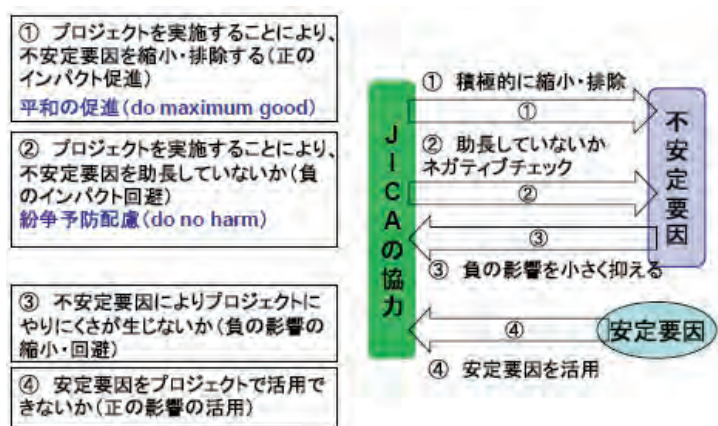 ① プロジェクトを実施することにより、
不安定要因を縮小・排除する(正の
インパクト促進)
平和の促進(do maximum good)
② プロジェクトを実施することにより、
不安定要因を助長していないか(負
のインパクト回避)
紛争予防配慮(do no harm)
③ 不安定要因によりプロジェクトに
やりにくさが生じないか(負の影響の
縮小・回避)
④ 安定要因をプロジェクトで活用で
きないか(正の影響の活用)
JICAの協力
① 積極的に縮小・排除
①
② 助長していないか
ネガティブチェック
②
③
③ 負の影響を小さく抑える
④
④ 安定要因を活用
不安定要因
安定要因